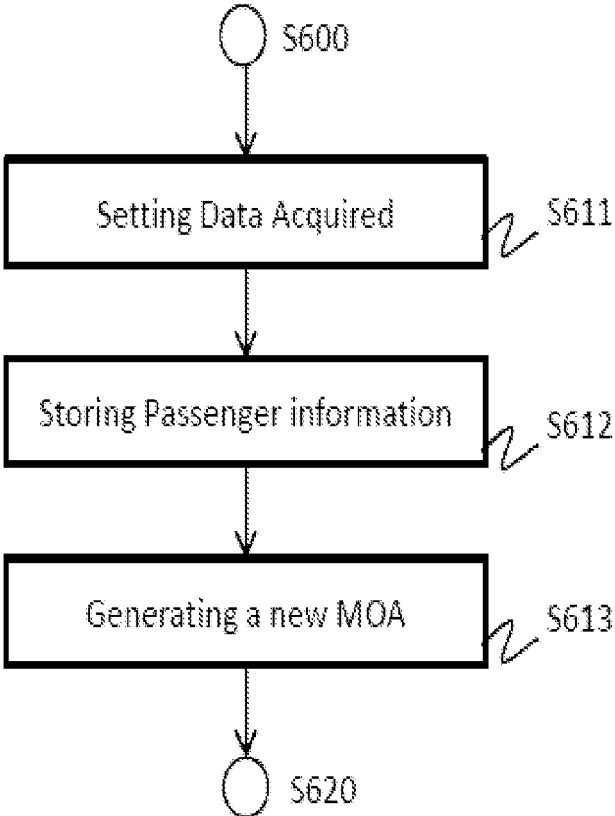 S600
Setting Data Acquired
S611
Storing Passenger information
S612
Generating a new MOA
S613
S620